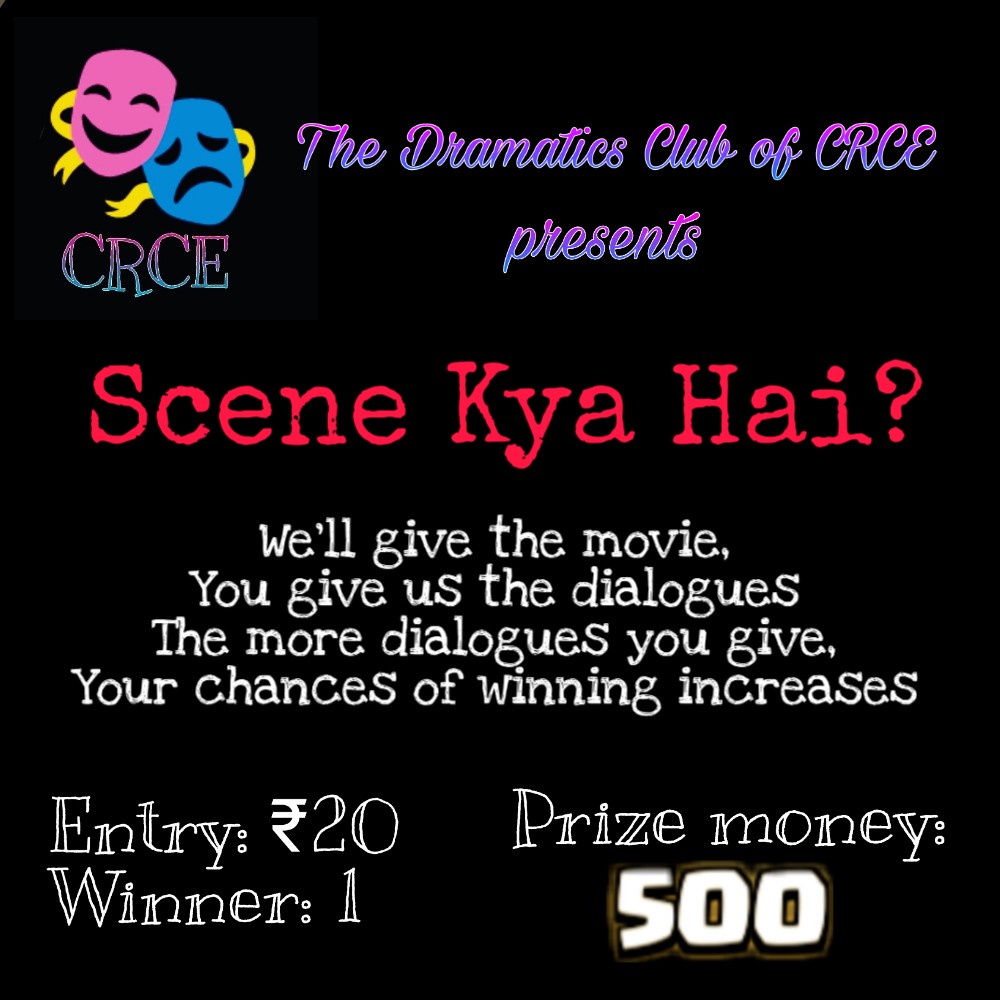 CRCE
The Dramatics Club of CRCE
presents
Scene Kya Hai?
We'll give the movie,
You give us the dialogues
The more dialogues you give,
Your chances of winning increases
Entry: ₹20
Winner: 1
Prize money:
500